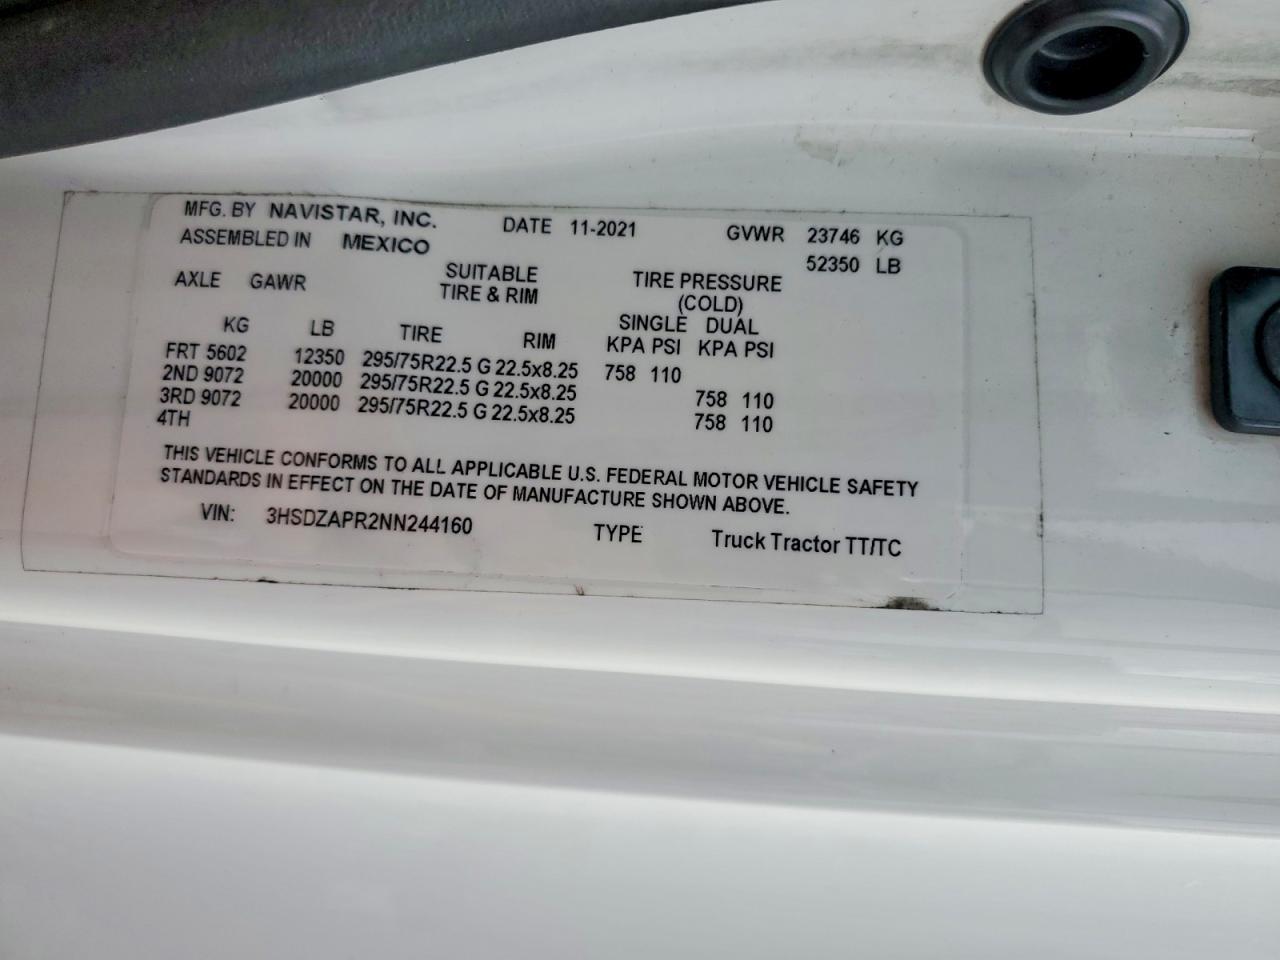 MFG. BY NAVISTAR, INC. DATE 11-2021 GVWR 23746 KG
ASSEMBLED IN MEXICO 52350 LB
AXLE GAWR SUITABLE TIRE PRESSURE
TIRE & RIM (COLD)
SINGLE DUAL
KG LB TIRE RIM KPA PSI KPA PSI
FRT 5602 12350 295/75R22.5 G 22.5x8.25 758 110
2ND 9072 20000 295/75R22.5 G 22.5x8.25 758 110
3RD 9072 20000 295/75R22.5 G 22.5x8.25 758 110
4TH
THIS VEHICLE CONFORMS TO ALL APPLICABLE U.S. FEDERAL MOTOR VEHICLE SAFETY
STANDARDS IN EFFECT ON THE DATE OF MANUFACTURE SHOWN ABOVE.
VIN: 3HSDZAPR2NN244160 TYPE Truck Tractor TT/TC